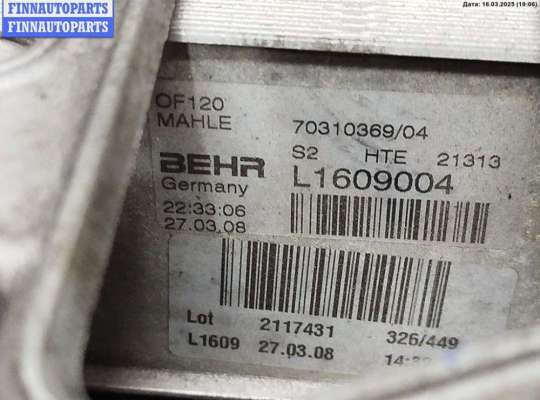 FINNAUTOPARTS
FINNAUTOPARTS
Дата: 16.03.2025 (19:06)
OF120
MAHLE 70310369/04
S2 HTE 21313
BEHR L1609004
Germany
22:33:06
27.03.08
Lot 2117431 326/449
L1609 27.03.08